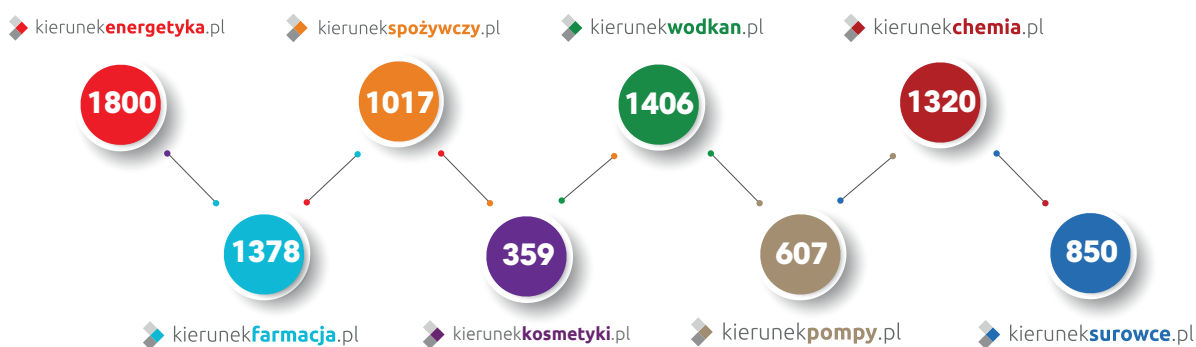 kierunekenergetyka.pl
kierunekspożywczy.pl
kierunekwodkan.pl
kierunekchemia.pl
1800
1017
1406
1320
1378
359
607
850
kierunekfarmacja.pl
kierunekkosmetyki.pl
kierunekpompy.pl
kieruneksurowce.pl